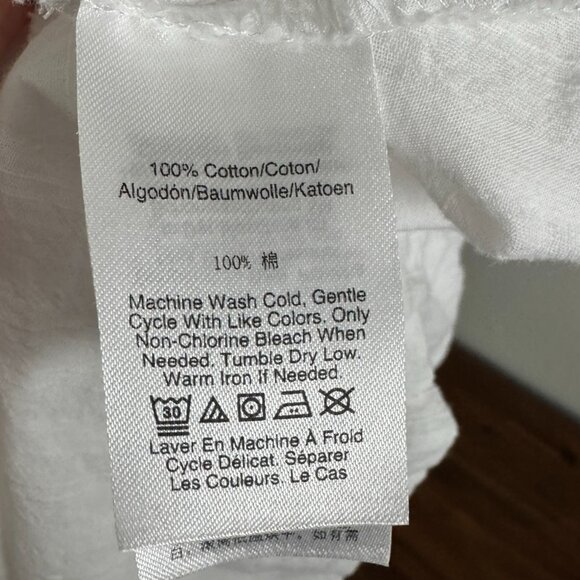 100% Cotton/Coton/
Algodón/Baumwolle/Katoen
100% 棉
Machine Wash Cold, Gentle
Cycle With Like Colors. Only
Non-Chlorine Bleach When
Needed. Tumble Dry Low.
Warm Iron If Needed.
30
Laver En Machine À Froid
Cycle Délicat. Séparer
Les Couleurs. Le Cas